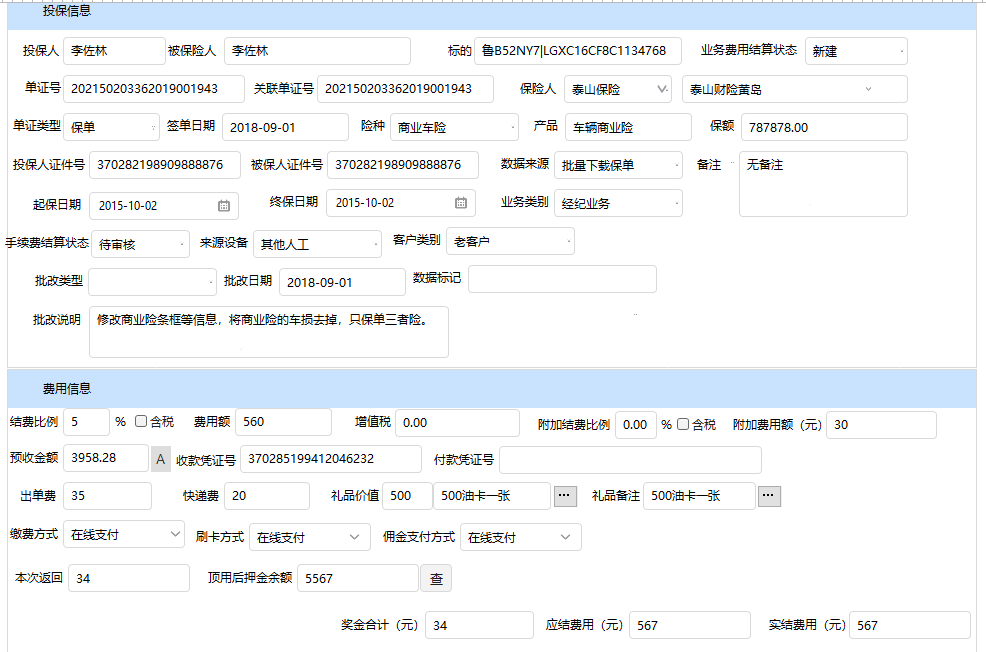 投保信息
投保人 李佐林 被保险人 李佐林 标的 鲁B52NY7|LGXC16CF8C1134768 业务费用结算状态 新建
单证号 202150203362019001943 关联单证号 202150203362019001943 保险人 泰山保险 泰山财险黄岛
单证类型 保单 签单日期 2018-09-01 险种 商业车险 产品 车辆商业险 保额 787878.00
投保人证件号 370282198909888876 被保人证件号 370282198909888876 数据来源 批量下载保单 备注 无备注
起保日期 2015-10-02 终保日期 2015-10-02 业务类别 经纪业务
手续费结算状态 待审核 来源设备 其他人工 客户类别 老客户
批改类型 批改日期 2018-09-01 数据标记
批改说明 修改商业险条框等信息，将商业险的车损去掉，只保单三者险。
费用信息
结费比例 5 % 含税 费用额 560 增值税 0.00 附加结费比例 0.00 % 含税 附加费用额（元） 30
预收金额 3958.28 A 收款凭证号 370285199412046232 付款凭证号
出单费 35 快递费 20 礼品价值 500 500油卡一张 ... 礼品备注 500油卡一张 ...
缴费方式 在线支付 刷卡方式 在线支付 佣金支付方式 在线支付
本次返回 34 顶用后押金余额 5567 查
奖金合计（元） 34 应结费用（元） 567 实结费用（元） 567